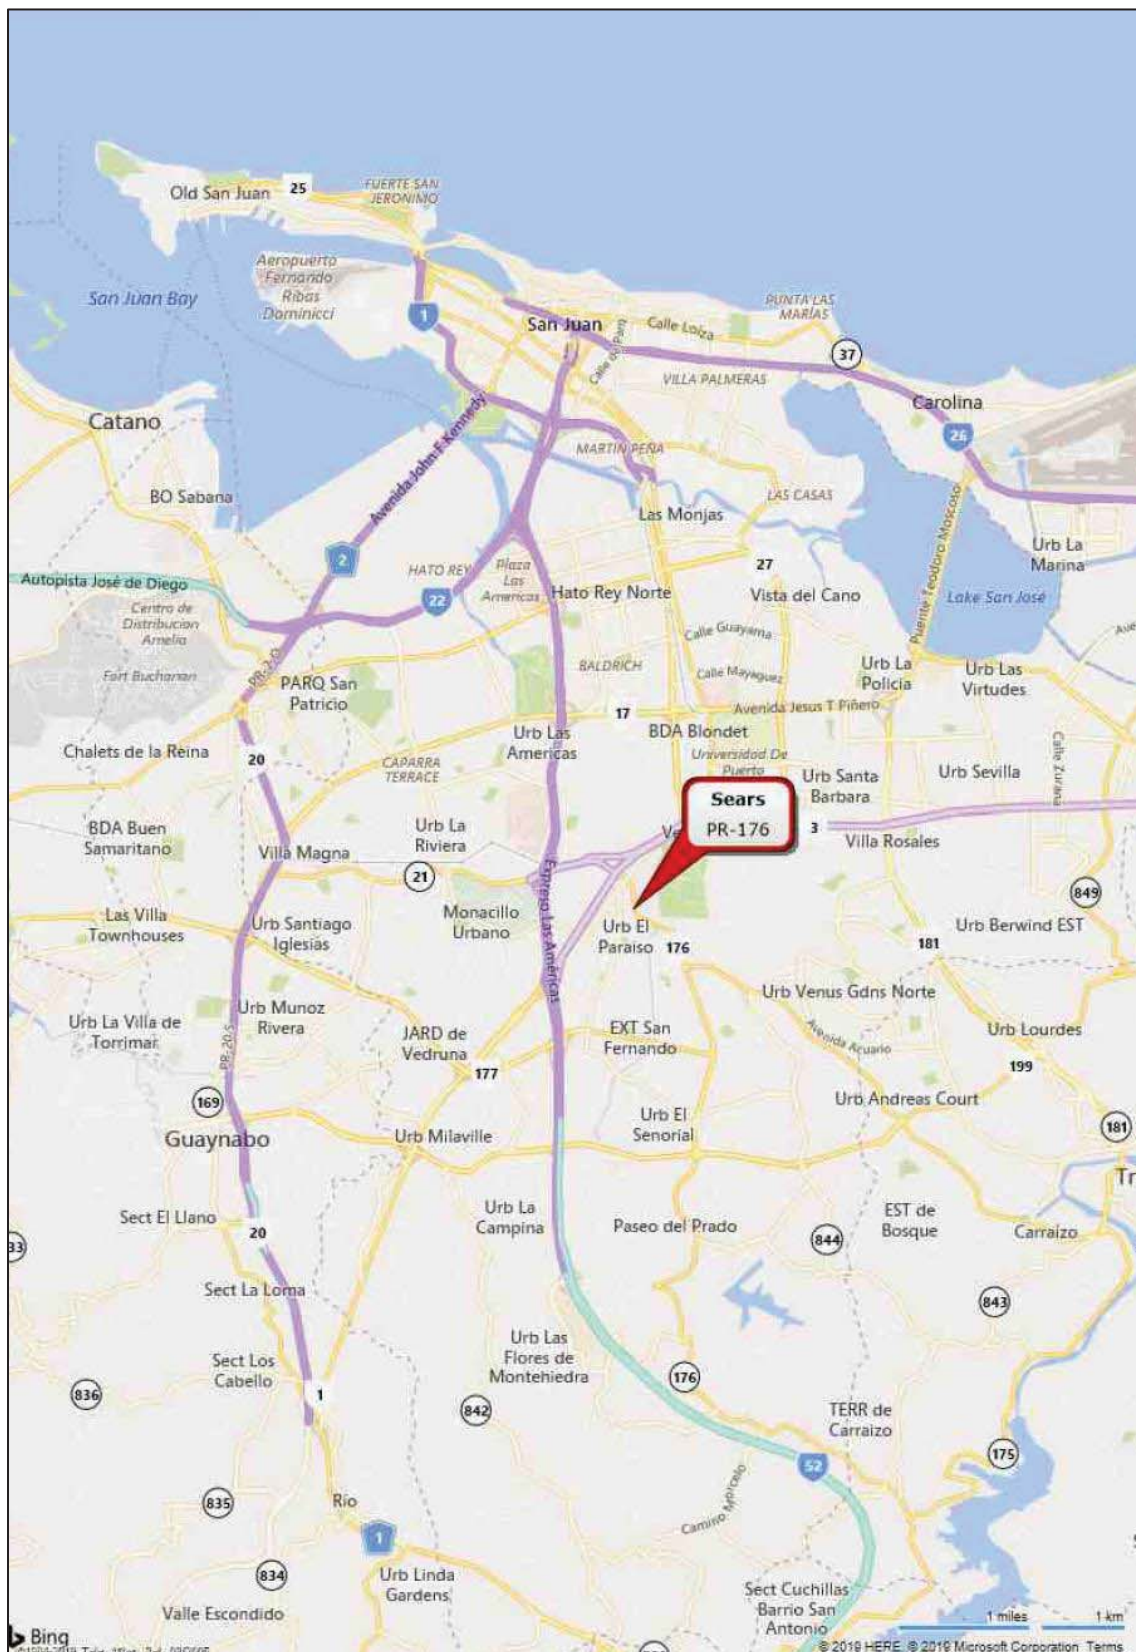 Old San Juan
25
FUERTE SAN
JERONIMO
Aeropuerto
Fernando
Ribas
Dominicci
San Juan Bay
1
San Juan
Calle Loiza
PUNTA LAS
MARÍAS
37
VILLA PALMERAS
Carolina
26
Catano
Avenida John F Kennedy
MARTIN PEÑA
BO Sabana
LAS CASAS
Las Monjas
Puente Teodoro Moscoso
Urb La
Marina
2
HATO REY
Plaza
Las
Americas
27
Autopista José de Diego
22
Hato Rey Norte
Vista del Cano
Lake San José
Centro de
Distribucion
Amelia
Calle Guayama
Fort Buchanan
PR-2-O
PARQ San
Patricio
BALDRICH
Calle Mayaguez
Urb La
Policia
Urb Las
Virtudes
17
Avenida Jesus T Piñero
Chalets de la Reina
20
CAPARRA
TERRACE
Urb Las
Americas
BDA Blondet
Universidad De
Puerto
Urb Santa
Barbara
Urb Sevilla
Calle Zurana
Sears
PR-176
BDA Buen
Samaritano
Villa Magna
Urb La
Riviera
3
Villa Rosales
21
Expreso Las Américas
849
Las Villa
Townhouses
Urb Santiago
Iglesias
Monacillo
Urbano
Urb El
Paraiso
176
181
Urb Berwind EST
Urb La Villa de
Torrimar
Urb Munoz
Rivera
PR-20-S
JARD de
Vedruna
177
EXT San
Fernando
Urb Venus Gdns Norte
Avenida Acuario
Urb Lourdes
199
169
Guaynabo
Urb Milaville
Urb El
Senorial
Urb Andreas Court
181
Sect El Llano
20
Urb La
Campina
Paseo del Prado
844
EST de
Bosque
Carraizo
Sect La Loma
843
Sect Los
Cabello
836
1
Urb Las
Flores de
Montehiedra
842
176
TERR de
Carraizo
175
52
Camino Morcelo
835
Rio
1
834
Urb Linda
Gardens
Valle Escondido
Sect Cuchillas
Barrio San
Antonio
1 miles
1 km
Bing
© 2019 HERE, © 2019 Microsoft Corporation Terms